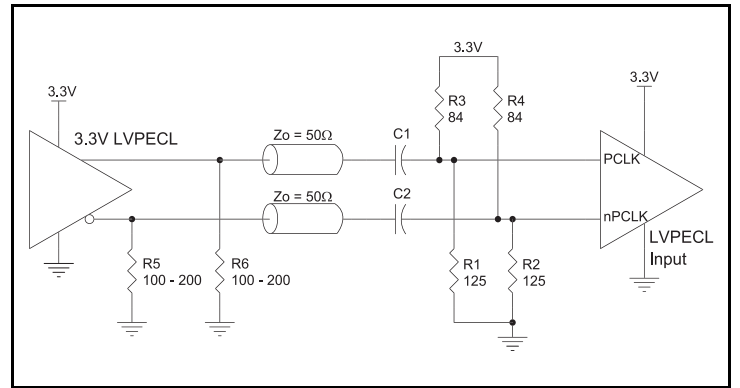 3.3V
3.3V LVPECL
R5
100 - 200
R6
100 - 200
Zo = 50Ω
Zo = 50Ω
C1
C2
3.3V
R3
84
R4
84
R1
125
R2
125
3.3V
PCLK
nPCLK
LVPECL
Input